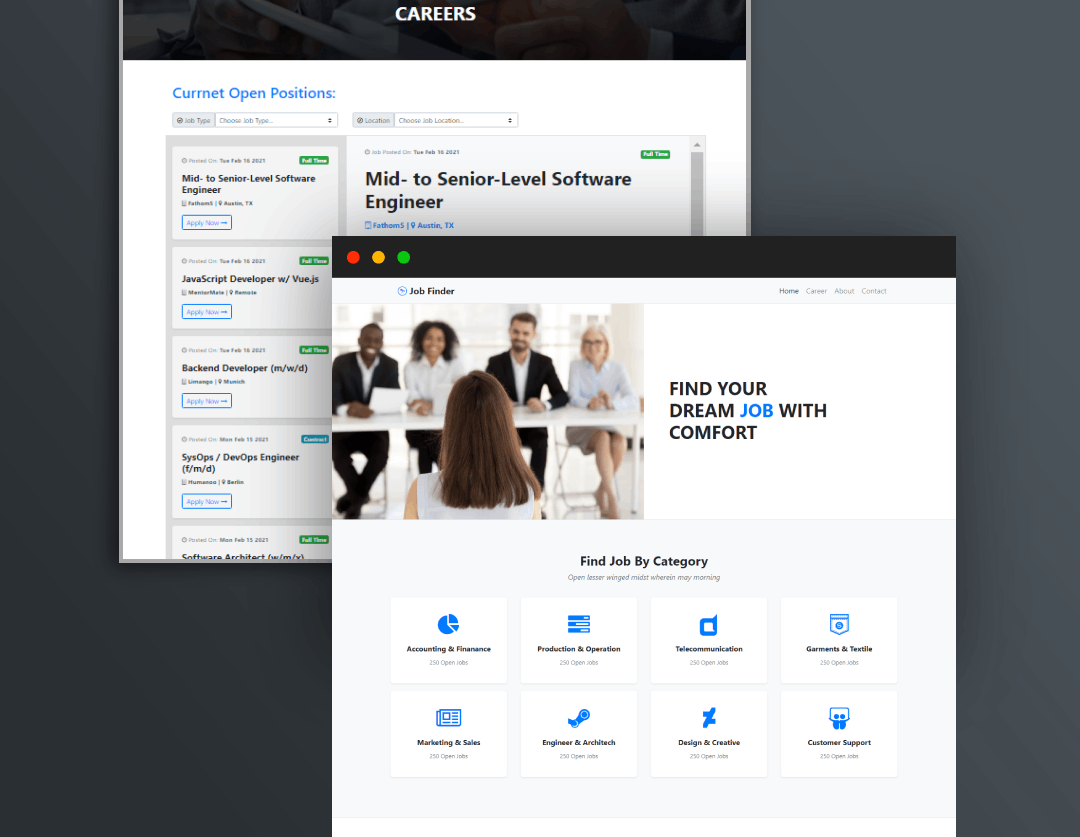 CAREERS
Currnet Open Positions:
Job Type Choose Job Type... Location Choose Job Location...
Posted On: Tue Feb 16 2021 Full Time
Mid- to Senior-Level Software
Engineer
Fathom5 | Austin, TX
Apply Now
Posted On: Tue Feb 16 2021 Full Time
JavaScript Developer w/ Vue.js
MentorMate | Remote
Apply Now
Posted On: Tue Feb 16 2021 Full Time
Backend Developer (m/w/d)
Limango | Munich
Apply Now
Posted On: Mon Feb 15 2021 Contract
SysOps / DevOps Engineer
(f/m/d)
Humanoo | Berlin
Apply Now
Posted On: Mon Feb 15 2021 Full Time
Software Architect (w/m/x)
Job Posted On: Tue Feb 16 2021 Full Time
Mid- to Senior-Level Software
Engineer
Fathom5 | Austin, TX
Job Finder Home Career About Contact
FIND YOUR
DREAM JOB WITH
COMFORT
Find Job By Category
Open lesser winged midst wherein may morning
Accounting & Finanance
250 Open Jobs
Production & Operation
250 Open Jobs
Telecommunication
250 Open Jobs
Garments & Textile
250 Open Jobs
Marketing & Sales
250 Open Jobs
Engineer & Architech
250 Open Jobs
Design & Creative
250 Open Jobs
Customer Support
250 Open Jobs